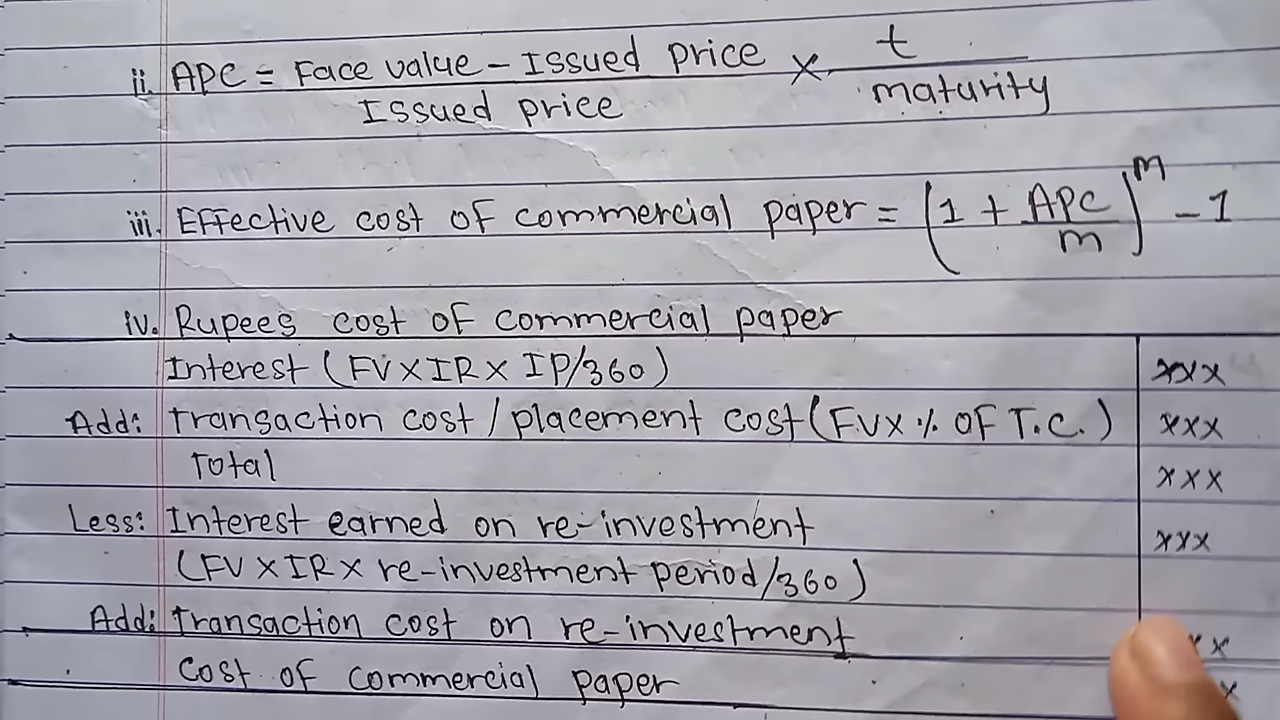 ii. APC = Face value - Issued price / Issued price × t / maturity
iii. Effective cost of commercial paper = (1 + APC/m)^m - 1
iv. Rupees cost of commercial paper
Interest (FV×IR× IP/360) xxx
Add: Transaction cost / placement cost (FV× % OF T.C.) xxx
Total xxx
Less: Interest earned on re-investment xxx
(FV×IR× re-investment period/360)
Add: Transaction cost on re-investment xx
cost of commercial paper x